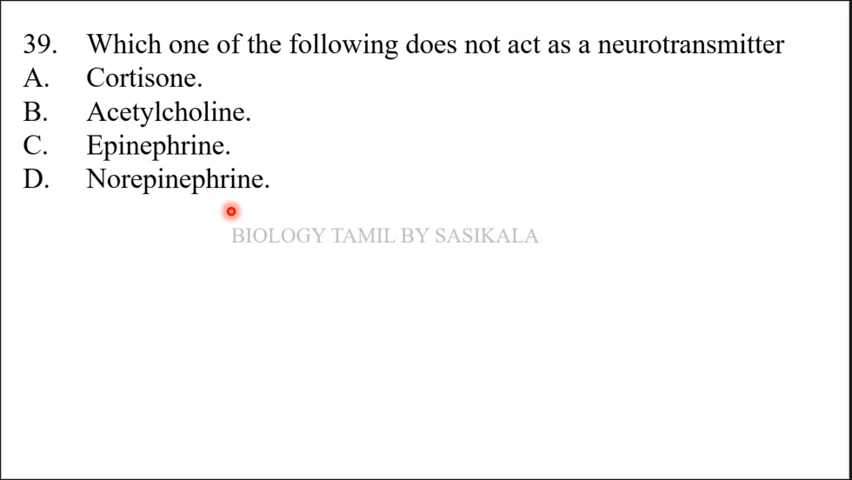 39. Which one of the following does not act as a neurotransmitter
A. Cortisone.
B. Acetylcholine.
C. Epinephrine.
D. Norepinephrine.
BIOLOGY TAMIL BY SASIKALA